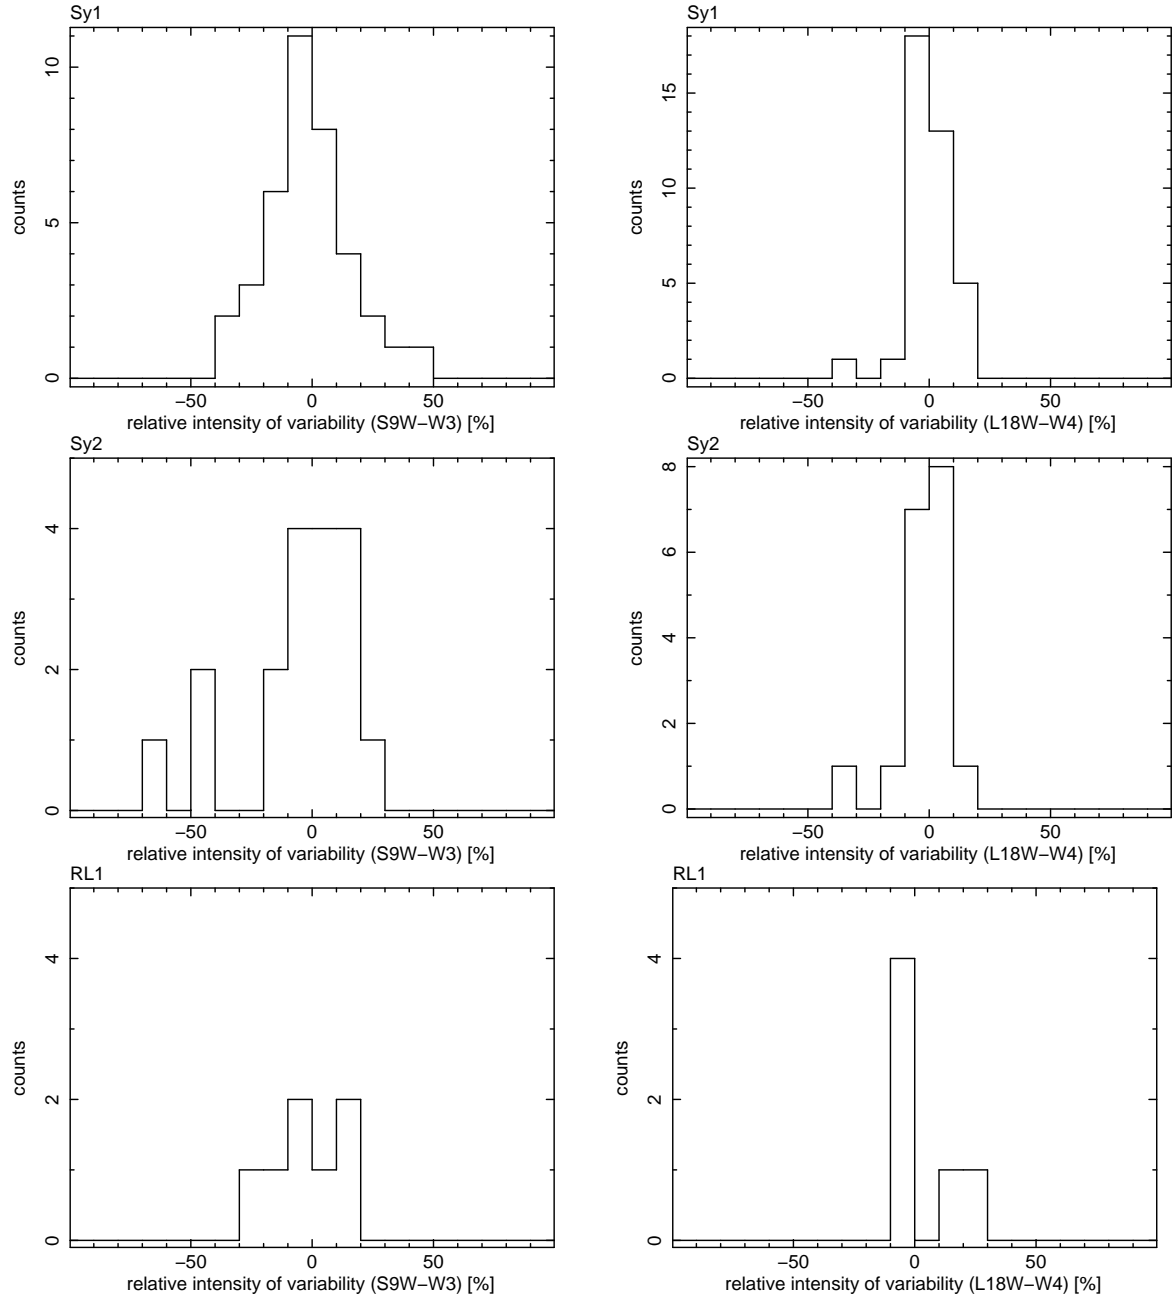 Sy1
10
5
0
counts
−50 0 50
relative intensity of variability (S9W−W3) [%]
Sy1
15
10
5
0
counts
−50 0 50
relative intensity of variability (L18W−W4) [%]
Sy2
4
2
0
counts
−50 0 50
relative intensity of variability (S9W−W3) [%]
Sy2
8
6
4
2
0
counts
−50 0 50
relative intensity of variability (L18W−W4) [%]
RL1
4
2
0
counts
−50 0 50
relative intensity of variability (S9W−W3) [%]
RL1
4
2
0
counts
−50 0 50
relative intensity of variability (L18W−W4) [%]